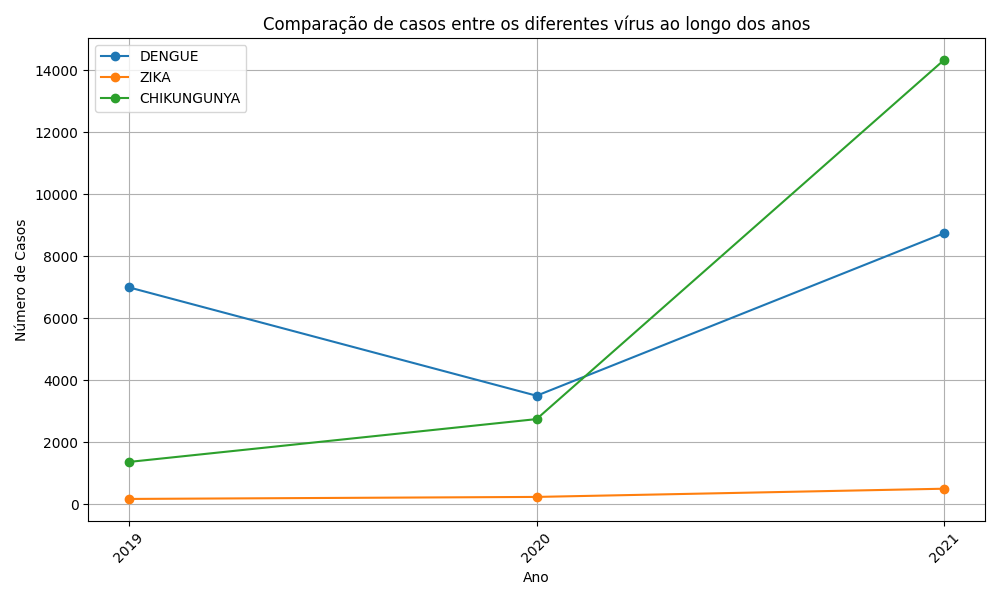 Comparação de casos entre os diferentes vírus ao longo dos anos
DENGUE
ZIKA
CHIKUNGUNYA
14000
12000
10000
8000
6000
4000
2000
0
Número de Casos
2019
2020
2021
Ano